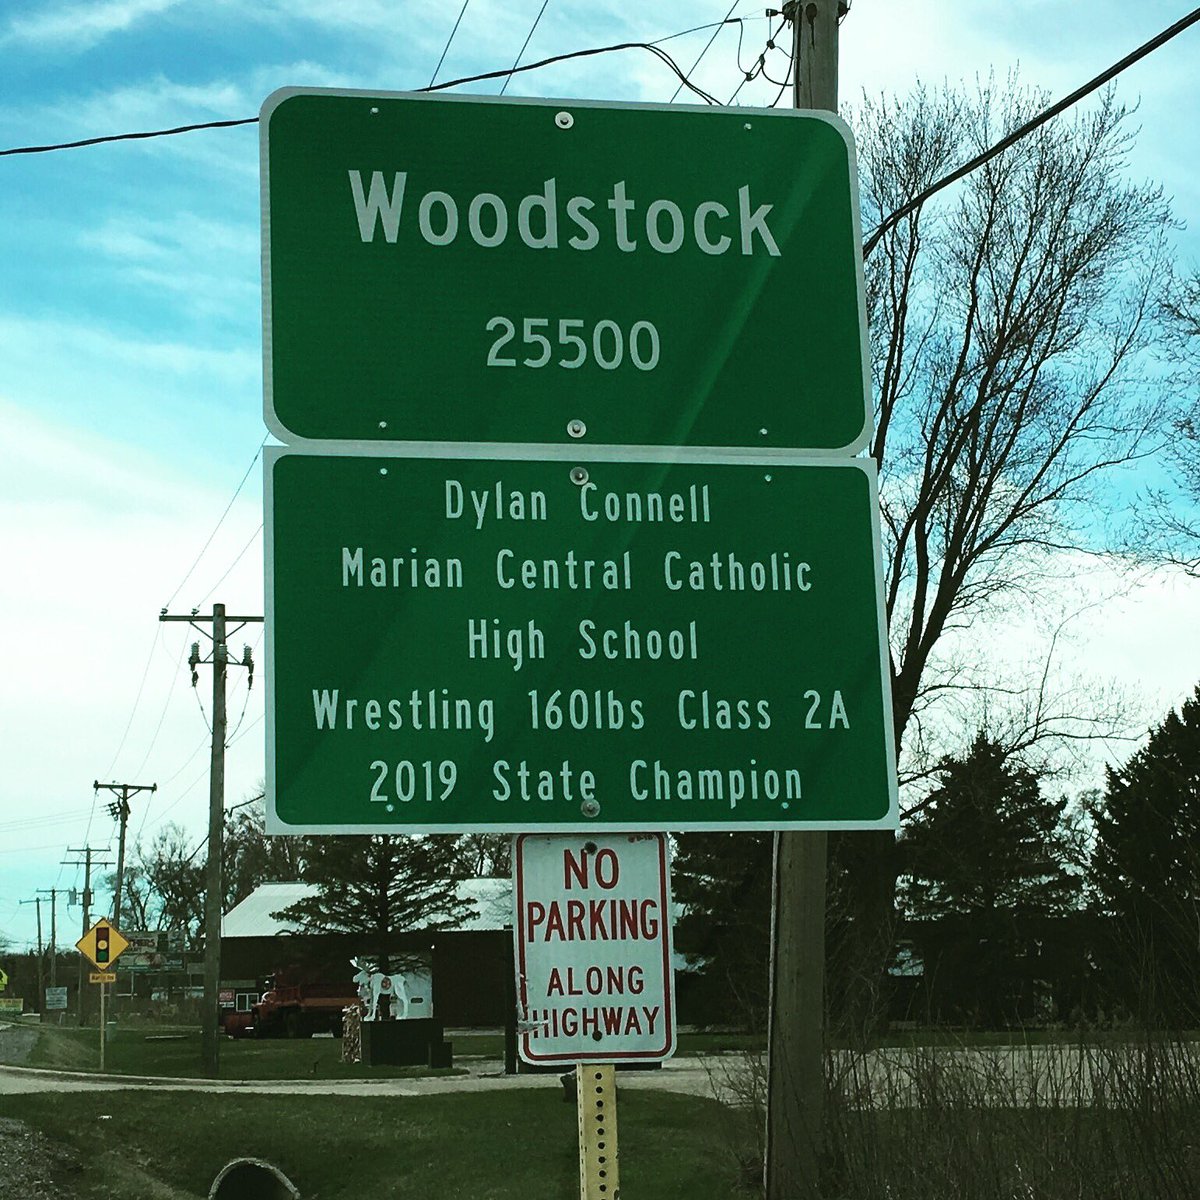 Woodstock
25500
Dylan Connell
Marian Central Catholic
High School
Wrestling 160lbs Class 2A
2019 State Champion
NO
PARKING
ALONG
HIGHWAY